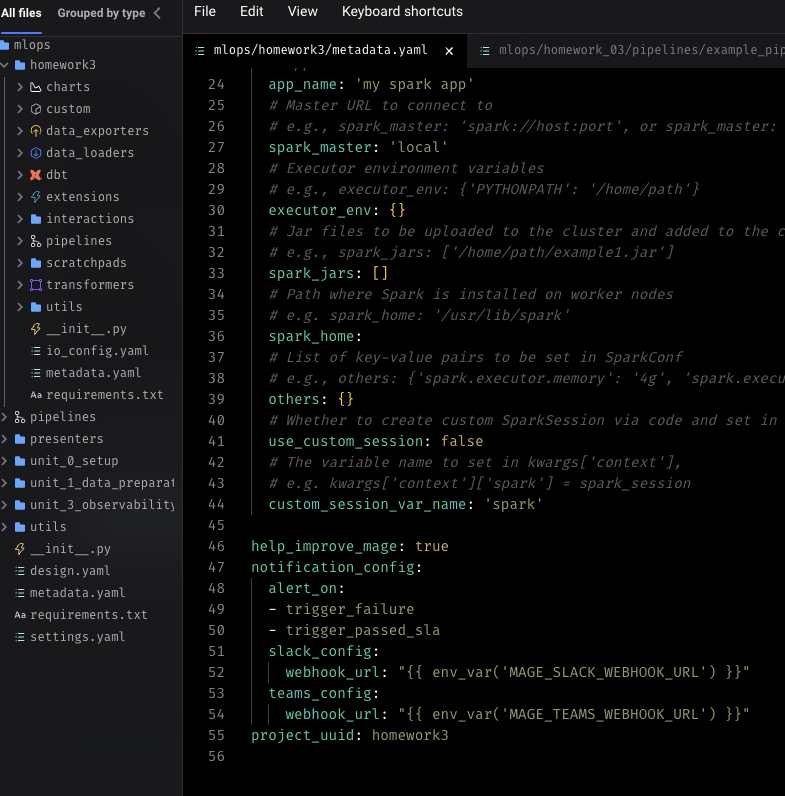 All files Grouped by type
mlops
homework3
charts
custom
data_exporters
data_loaders
dbt
extensions
interactions
pipelines
scratchpads
transformers
utils
__init__.py
io_config.yaml
metadata.yaml
Aa requirements.txt
pipelines
presenters
unit_0_setup
unit_1_data_preparat
unit_3_observability
utils
__init__.py
design.yaml
metadata.yaml
Aa requirements.txt
settings.yaml
File Edit View Keyboard shortcuts
mlops/homework3/metadata.yaml × mlops/homework_03/pipelines/example_pip
24 app_name: 'my spark app'
25 # Master URL to connect to
26 # e.g., spark_master: 'spark://host:port', or spark_master:
27 spark_master: 'local'
28 # Executor environment variables
29 # e.g., executor_env: {'PYTHONPATH': '/home/path'}
30 executor_env: {}
31 # Jar files to be uploaded to the cluster and added to the c
32 # e.g., spark_jars: ['/home/path/example1.jar']
33 spark_jars: []
34 # Path where Spark is installed on worker nodes
35 # e.g. spark_home: '/usr/lib/spark'
36 spark_home:
37 # List of key-value pairs to be set in SparkConf
38 # e.g., others: {'spark.executor.memory': '4g', 'spark.execu
39 others: {}
40 # Whether to create custom SparkSession via code and set in
41 use_custom_session: false
42 # The variable name to set in kwargs['context'],
43 # e.g. kwargs['context']['spark'] = spark_session
44 custom_session_var_name: 'spark'
45
46 help_improve_mage: true
47 notification_config:
48 alert_on:
49 - trigger_failure
50 - trigger_passed_sla
51 slack_config:
52 webhook_url: "{{ env_var('MAGE_SLACK_WEBHOOK_URL') }}"
53 teams_config:
54 webhook_url: "{{ env_var('MAGE_TEAMS_WEBHOOK_URL') }}"
55 project_uuid: homework3
56